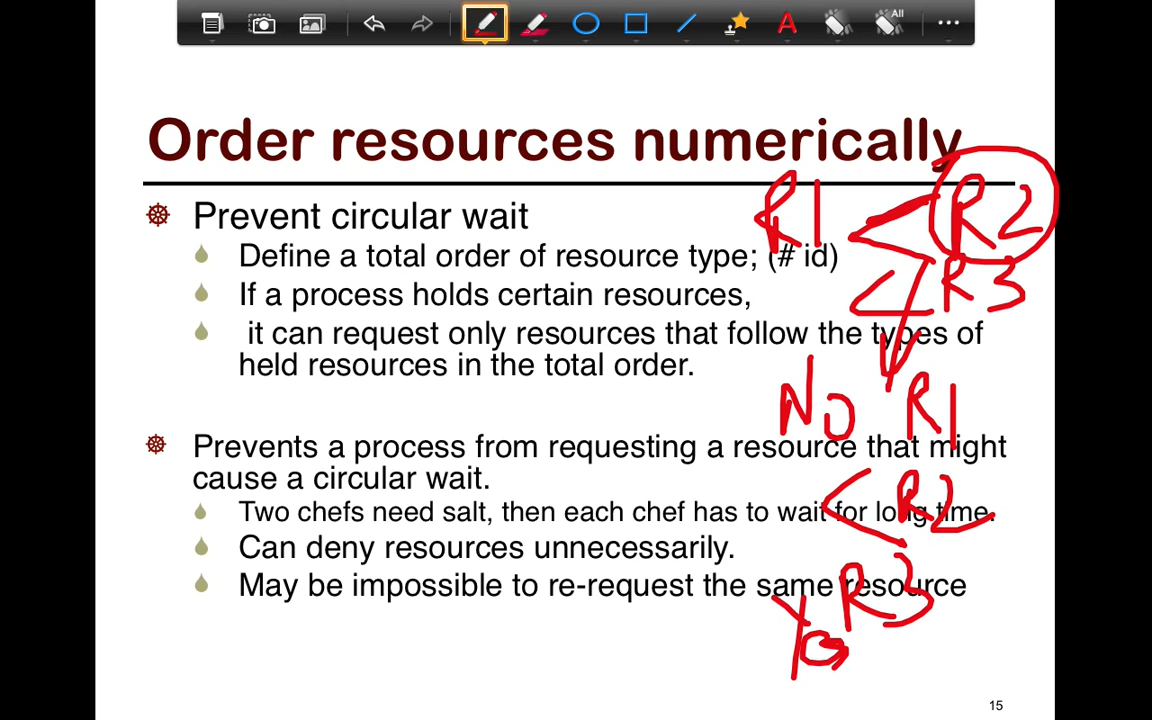 All
Order resources numerically
R1 < R2
Prevent circular wait
Define a total order of resource type; (# id)
< R3
If a process holds certain resources,
it can request only resources that follow the types of
held resources in the total order.
NO R1
Prevents a process from requesting a resource that might
cause a circular wait.
< R2
Two chefs need salt, then each chef has to wait for long time.
Can deny resources unnecessarily.
May be impossible to re-request the same resource
R3
15